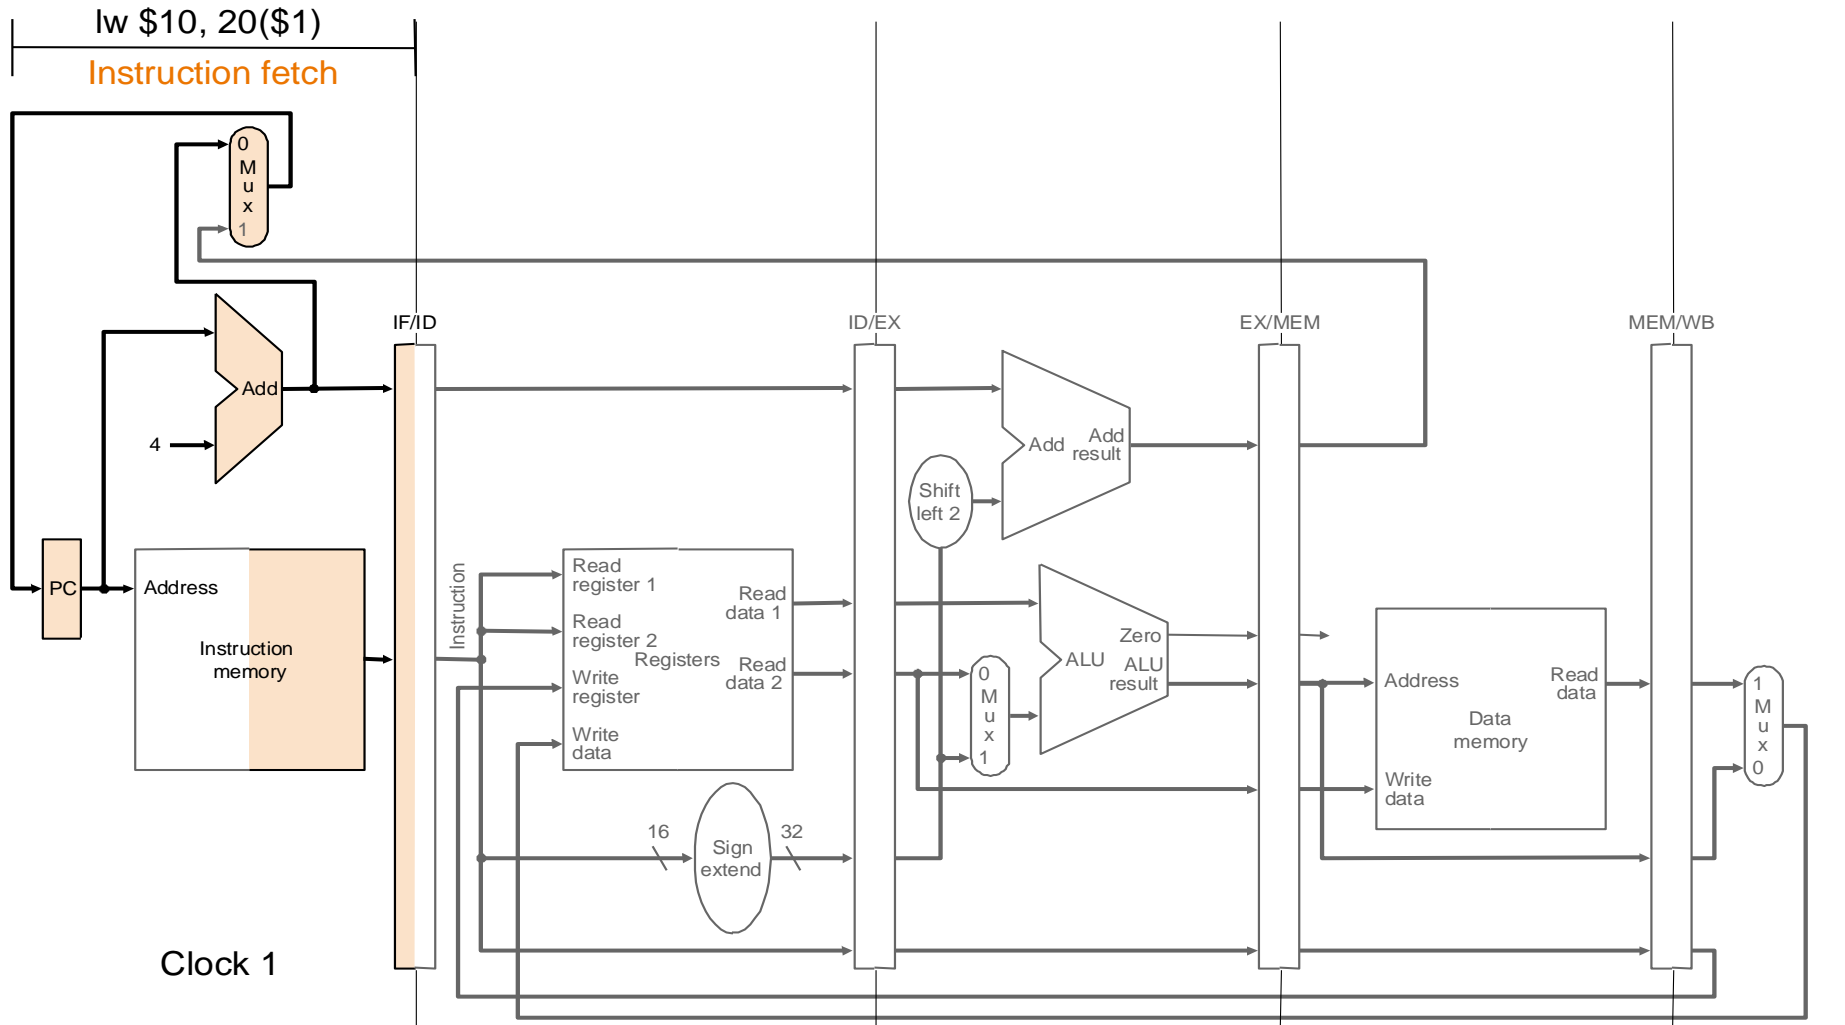 lw $10, 20($1)
Instruction fetch
0
M
u
x
1
IF/ID
ID/EX
EX/MEM
MEM/WB
Add
4
Add
Add
result
Shift
left 2
PC
Address
Instruction
memory
Instruction
Read
register 1
Read
register 2
Write
register
Write
data
Registers
Read
data 1
Read
data 2
0
M
u
x
1
Zero
ALU
ALU
result
Address
Read
data
Data
memory
Write
data
1
M
u
x
0
16
Sign
extend
32
Clock 1